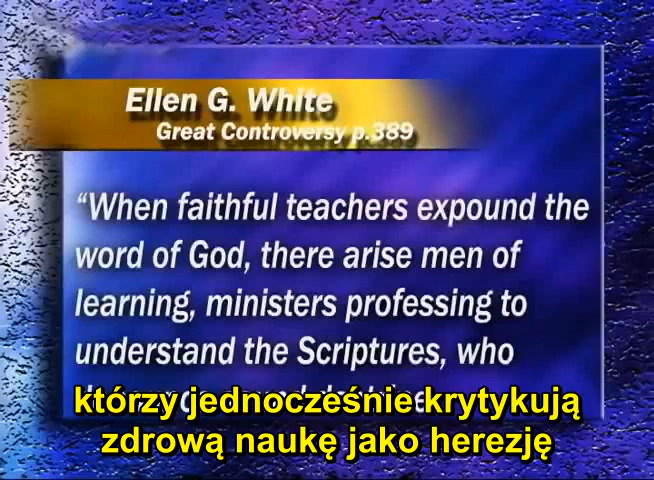 Ellen G. White
Great Controversy p.389
“When faithful teachers expound the
word of God, there arise men of
learning, ministers professing to
understand the Scriptures, who
którzy jednocześnie krytykują
zdrową naukę jako herezję